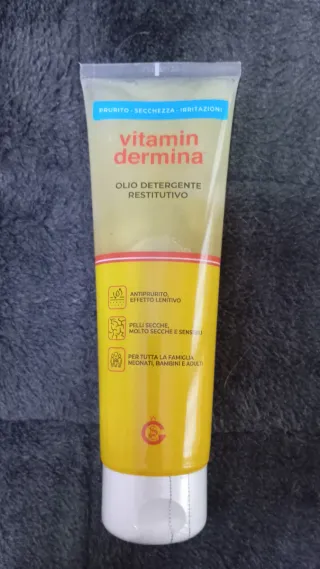 PRURITO · SECCHEZZA · IRRITAZIONI
vitamin
dermina
OLIO DETERGENTE
RESTITUTIVO
ANTIPRURITO,
EFFETTO LENITIVO
PELLI SECCHE,
MOLTO SECCHE E SENSIBILI
PER TUTTA LA FAMIGLIA:
NEONATI, BAMBINI E ADULTI